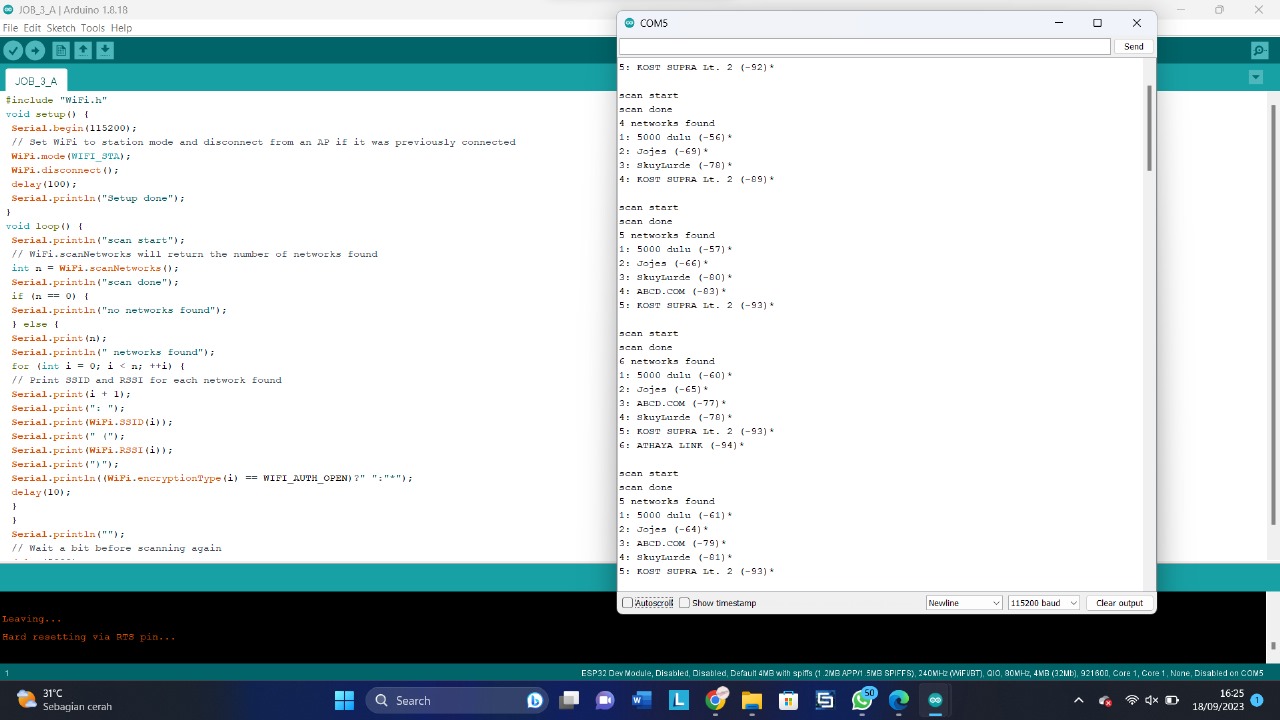 JOB_3_A | Arduino 1.8.18
File Edit Sketch Tools Help
JOB_3_A
#include "WiFi.h"
void setup() {
Serial.begin(115200);
// Set WiFi to station mode and disconnect from an AP if it was previously connected
WiFi.mode(WIFI_STA);
WiFi.disconnect();
delay(100);
Serial.println("Setup done");
}
void loop() {
Serial.println("scan start");
// WiFi.scanNetworks will return the number of networks found
int n = WiFi.scanNetworks();
Serial.println("scan done");
if (n == 0) {
Serial.println("no networks found");
} else {
Serial.print(n);
Serial.println(" networks found");
for (int i = 0; i < n; ++i) {
// Print SSID and RSSI for each network found
Serial.print(i + 1);
Serial.print(": ");
Serial.print(WiFi.SSID(i));
Serial.print(" (");
Serial.print(WiFi.RSSI(i));
Serial.print(")");
Serial.println((WiFi.encryptionType(i) == WIFI_AUTH_OPEN)?" ":"*");
delay(10);
}
}
Serial.println("");
// Wait a bit before scanning again
COM5
Send
5: KOST SUPRA Lt. 2 (-92)*
scan start
scan done
4 networks found
1: 5000 dulu (-56)*
2: Jojes (-69)*
3: SkuyLurde (-78)*
4: KOST SUPRA Lt. 2 (-89)*
scan start
scan done
5 networks found
1: 5000 dulu (-57)*
2: Jojes (-66)*
3: SkuyLurde (-80)*
4: ABCD.COM (-83)*
5: KOST SUPRA Lt. 2 (-93)*
scan start
scan done
6 networks found
1: 5000 dulu (-60)*
2: Jojes (-65)*
3: ABCD.COM (-77)*
4: SkuyLurde (-78)*
5: KOST SUPRA Lt. 2 (-93)*
6: ATHAYA LINK (-94)*
scan start
scan done
5 networks found
1: 5000 dulu (-61)*
2: Jojes (-64)*
3: ABCD.COM (-79)*
4: SkuyLurde (-81)*
5: KOST SUPRA Lt. 2 (-93)*
Autoscroll Show timestamp Newline 115200 baud Clear output
Leaving...
Hard resetting via RTS pin...
1 ESP32 Dev Module, Disabled, Disabled, Default 4MB with spiffs (1.2MB APP/1.5MB SPIFFS), 240MHz (WiFi/BT), QIO, 80MHz, 4MB (32Mb), 921600, Core 1, Core 1, None, Disabled on COM5
31°C
Sebagian cerah
Search
50
16:25
18/09/2023
1